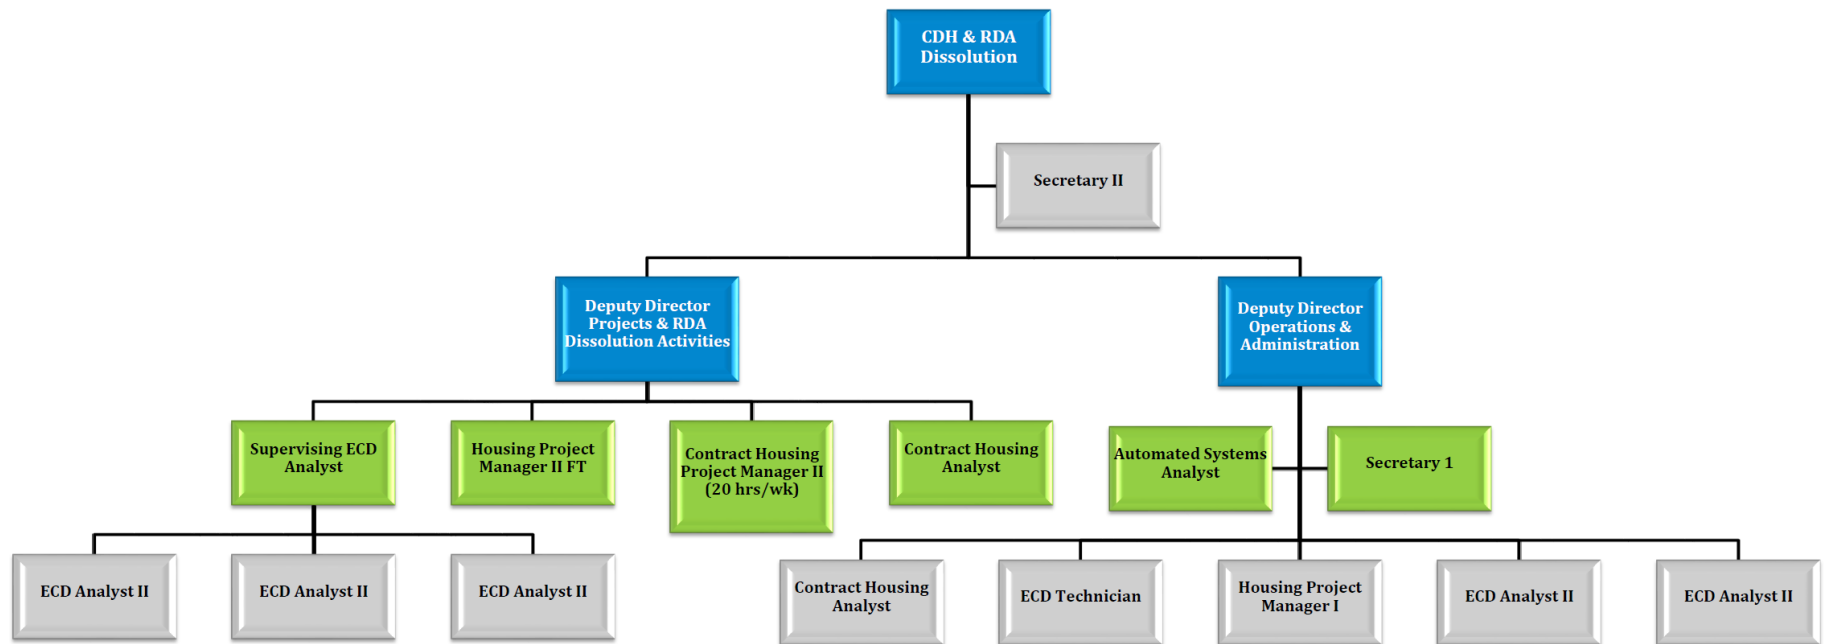 CDH & RDA
Dissolution
Secretary II
Deputy Director
Projects & RDA
Dissolution Activities
Deputy Director
Operations &
Administration
Supervising ECD
Analyst
Housing Project
Manager II FT
Contract Housing
Project Manager II
(20 hrs/wk)
Contract Housing
Analyst
Automated Systems
Analyst
Secretary 1
ECD Analyst II
ECD Analyst II
ECD Analyst II
Contract Housing
Analyst
ECD Technician
Housing Project
Manager I
ECD Analyst II
ECD Analyst II